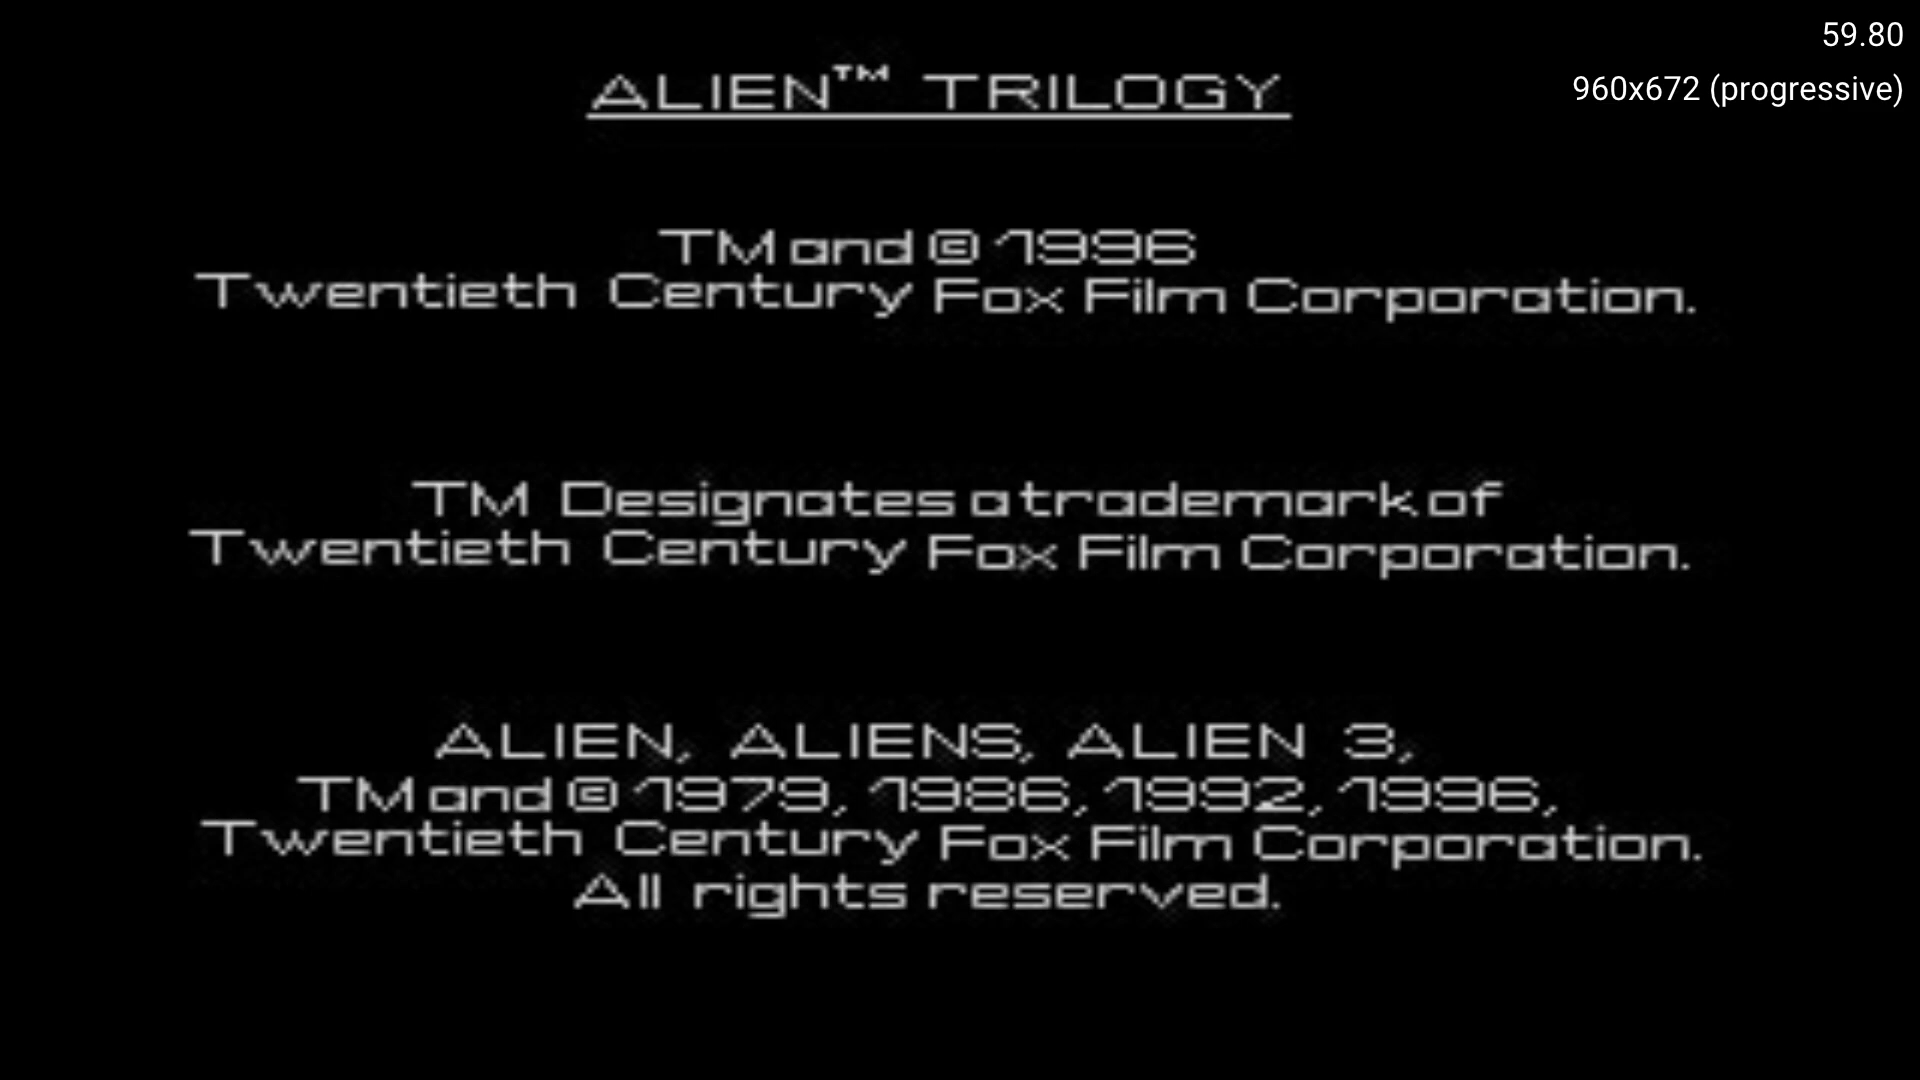 59.80
960x672 (progressive)
ALIEN™ TRILOGY
TM and © 1996
Twentieth Century Fox Film Corporation.
TM Designates a trademark of
Twentieth Century Fox Film Corporation.
ALIEN, ALIENS, ALIEN 3,
TM and © 1979, 1986, 1992, 1996,
Twentieth Century Fox Film Corporation.
All rights reserved.